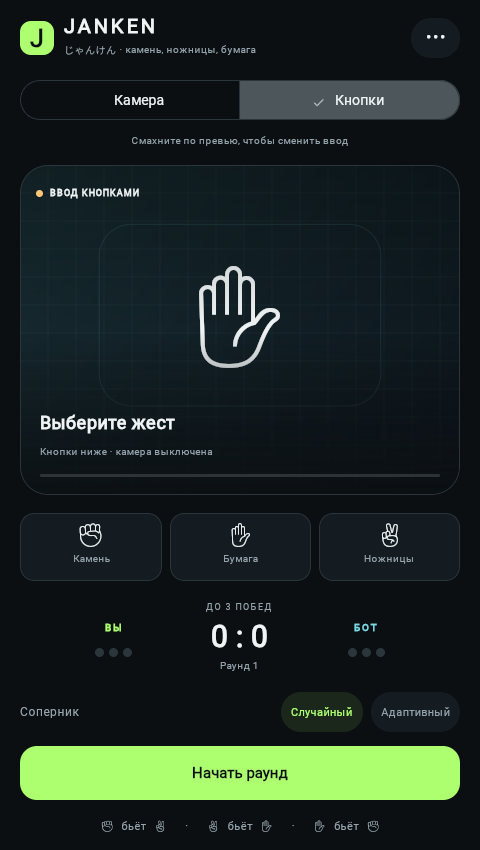 J JANKEN
じゃんけん · камень, ножницы, бумага
Камера
Кнопки
Смахните по превью, чтобы сменить ввод
ВВОД КНОПКАМИ
Выберите жест
Кнопки ниже · камера выключена
Камень
Бумага
Ножницы
ДО 3 ПОБЕД
ВЫ
0 : 0
БОТ
Раунд 1
Соперник
Случайный
Адаптивный
Начать раунд
бьёт · бьёт · бьёт